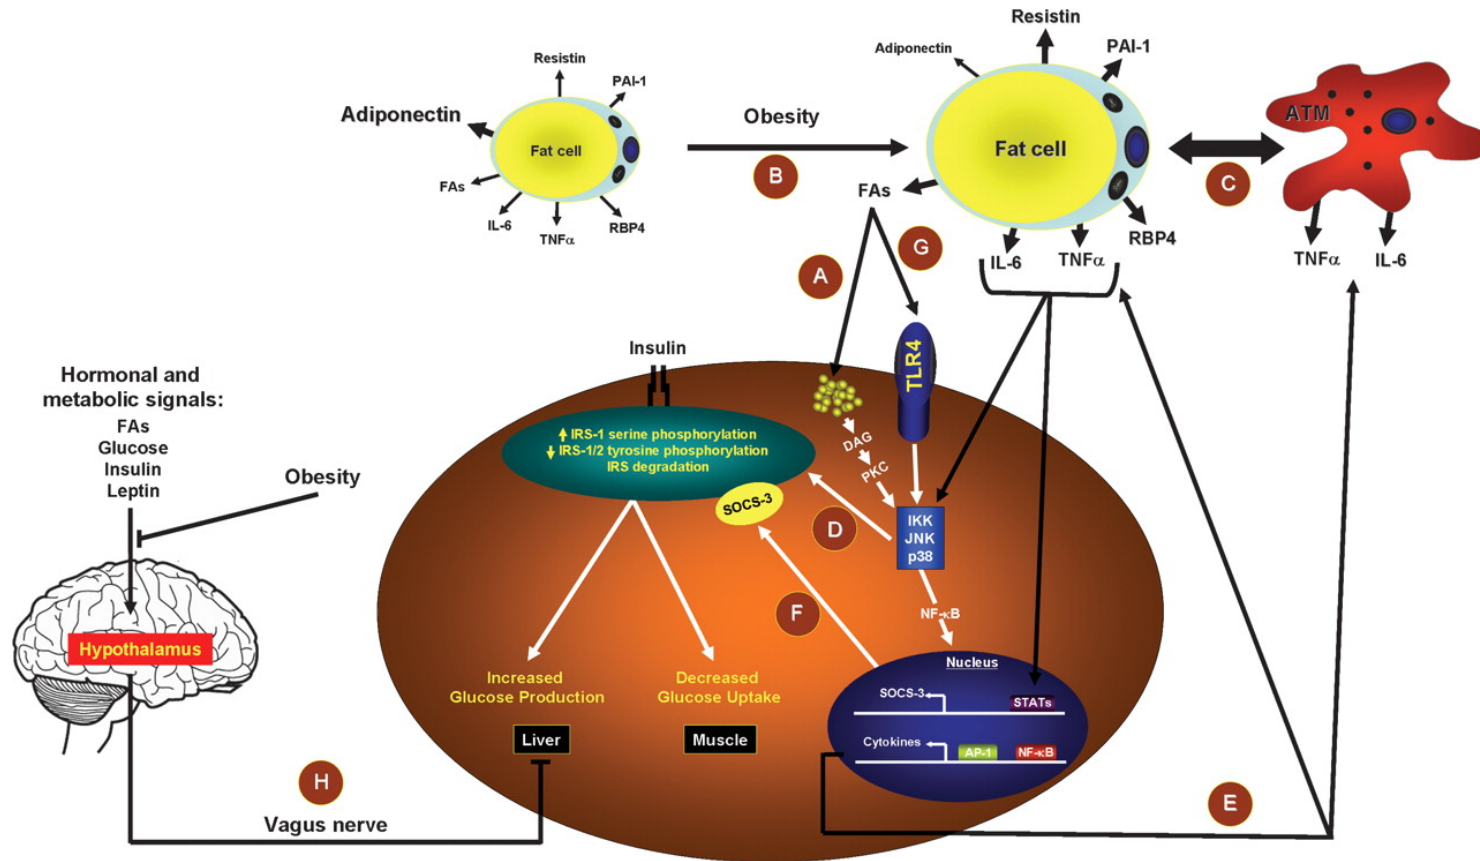 Resistin
PAI-1
Adiponectin
Fat cell
FAs
IL-6
TNFα
RBP4
Obesity
B
Resistin
Adiponectin
PAI-1
Fat cell
FAs
IL-6
TNFα
RBP4
C
ATM
TNFα
IL-6
A
G
Insulin
TLR4
↑ IRS-1 serine phosphorylation
↓ IRS-1/2 tyrosine phosphorylation
IRS degradation
SOCS-3
DAG
PKC
D
IKK
JNK
p38
F
NF-κB
Nucleus
SOCS-3
STATs
Cytokines
AP-1
NF-κB
E
Increased
Glucose Production
Decreased
Glucose Uptake
Liver
Muscle
Hormonal and
metabolic signals:
FAs
Glucose
Insulin
Leptin
Obesity
Hypothalamus
H
Vagus nerve